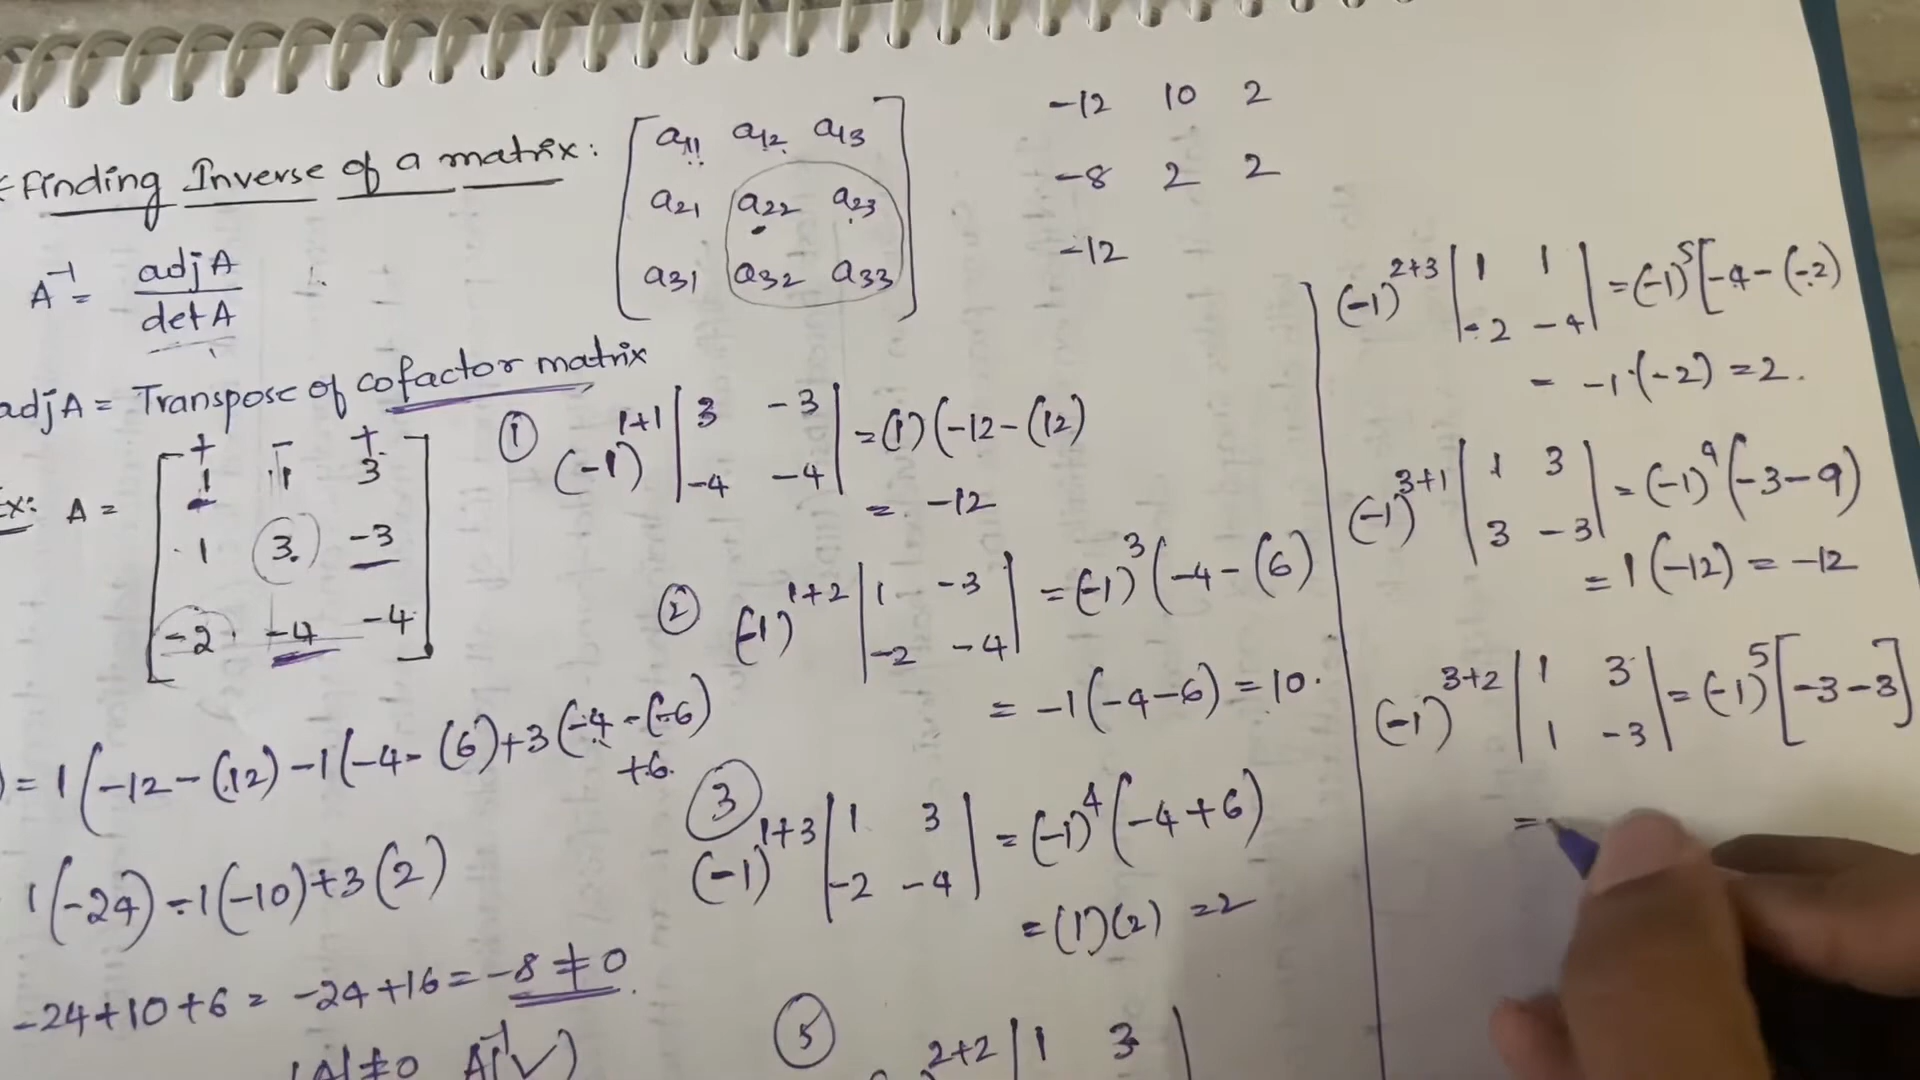 Finding Inverse of a matrix:
a11 a12 a13
a21 a22 a23
a31 a32 a33
-12 10 2
-8 2 2
-12
A^-1 = adjA / detA
adjA = Transpose of cofactor matrix
+ - +
Ex: A =
1 1 3
1 3 -3
-2 -4 -4
= 1(-12-(12)-1(-4-(6)+3(-4-(-6)
+6
1(-24)-1(-10)+3(2)
-24+10+6 = -24+16 = -8 ≠ 0
|A| ≠ 0 A^-1 (✓)
① (-1)^1+1 | 3 -3 | = (1)(-12-(12)
| -4 -4 |
= -12
② (-1)^1+2 | 1 -3 | = (-1)^3 (-4-(6)
| -2 -4 |
= -1(-4-6) = 10.
③ (-1)^1+3 | 1 3 | = (-1)^4 (-4+6)
| -2 -4 |
= (1)(2) = 2
⑤ 2+2 | 1 3 |
(-1)^2+3 | 1 1 | = (-1)^5 [-4-(-2)
| -2 -4 |
= -1·(-2) = 2.
(-1)^3+1 | 1 3 | = (-1)^4 (-3-9)
| 3 -3 |
= 1(-12) = -12
(-1)^3+2 | 1 3 | = (-1)^5 [-3-3]
| 1 -3 |
=